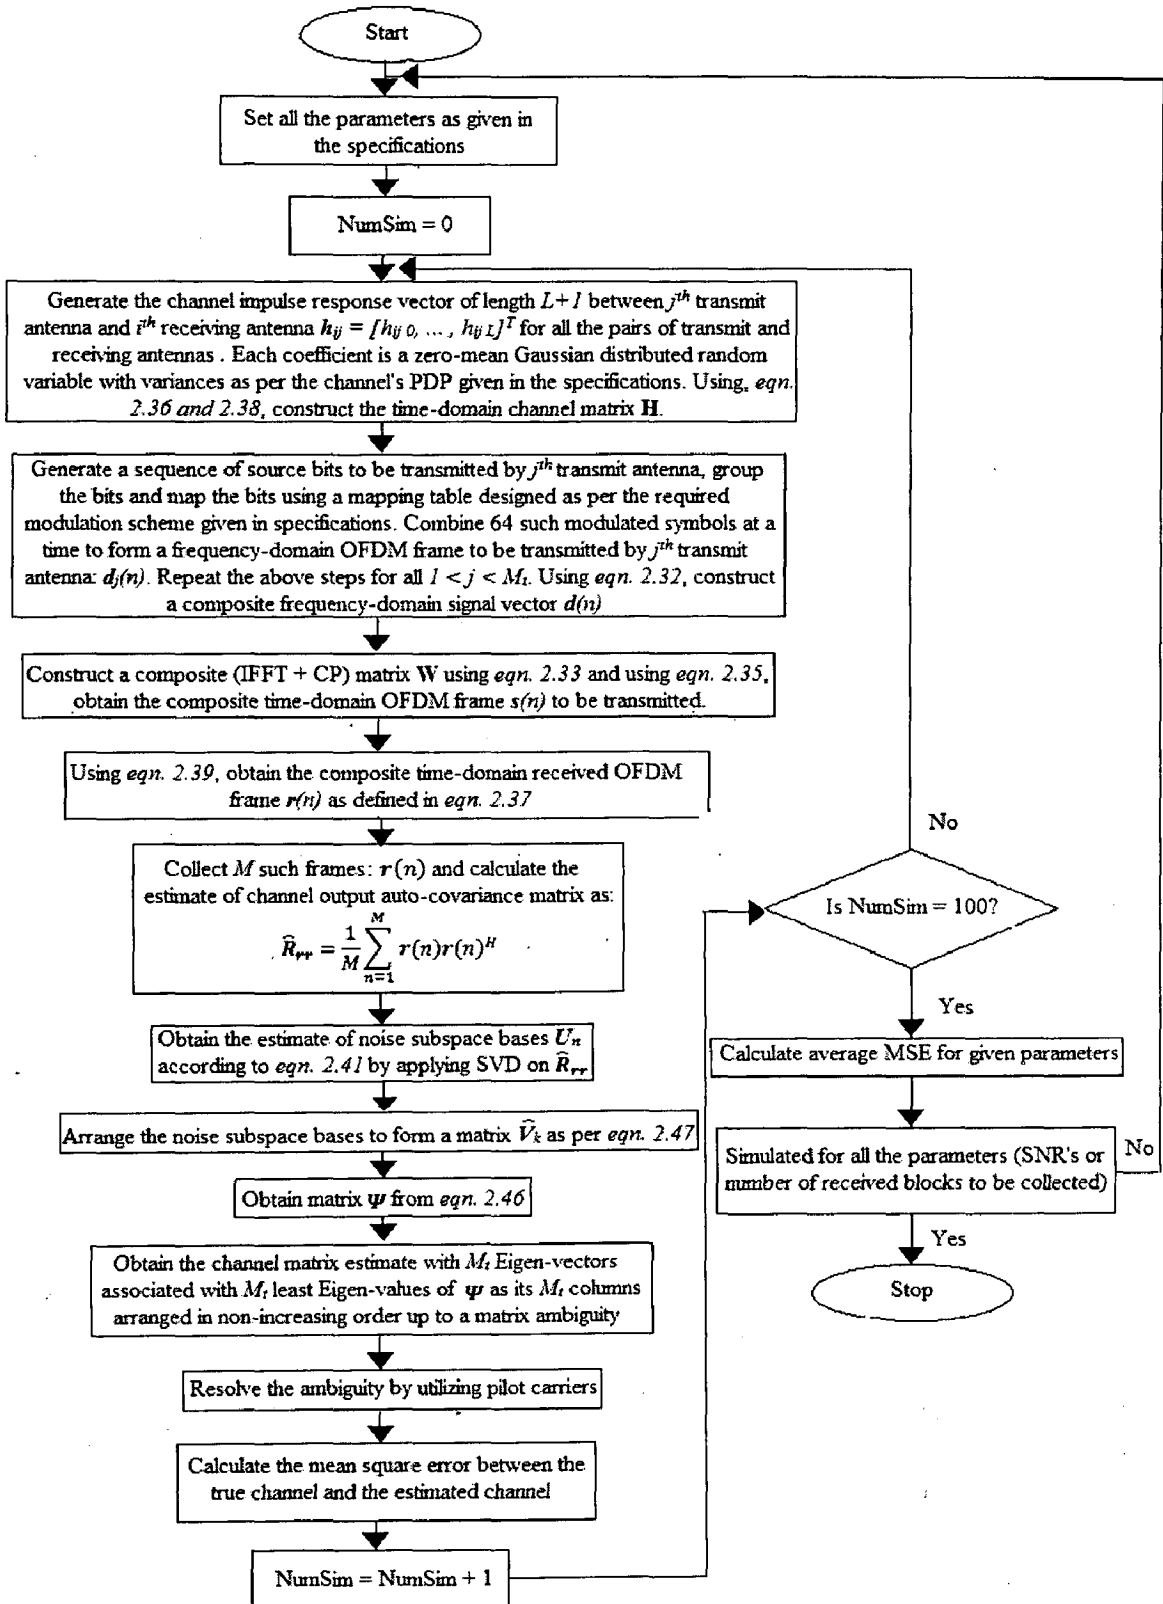 Start
Set all the parameters as given in
the specifications
NumSim = 0
Generate the channel impulse response vector of length L+1 between j^th transmit
antenna and i^th receiving antenna h_ij = [h_ij 0, ... , h_ij L]^T for all the pairs of transmit and
receiving antennas . Each coefficient is a zero-mean Gaussian distributed random
variable with variances as per the channel's PDP given in the specifications. Using, eqn.
2.36 and 2.38, construct the time-domain channel matrix H.
Generate a sequence of source bits to be transmitted by j^th transmit antenna, group
the bits and map the bits using a mapping table designed as per the required
modulation scheme given in specifications. Combine 64 such modulated symbols at a
time to form a frequency-domain OFDM frame to be transmitted by j^th transmit
antenna: d_j(n). Repeat the above steps for all 1 < j < M_t. Using eqn. 2.32, construct
a composite frequency-domain signal vector d(n)
Construct a composite (IFFT + CP) matrix W using eqn. 2.33 and using eqn. 2.35,
obtain the composite time-domain OFDM frame s(n) to be transmitted.
Using eqn. 2.39, obtain the composite time-domain received OFDM
frame r(n) as defined in eqn. 2.37
Collect M such frames: r(n) and calculate the
estimate of channel output auto-covariance matrix as:
R̂_rr = 1/M ∑_{n=1}^{M} r(n)r(n)^H
Obtain the estimate of noise subspace bases U_n
according to eqn. 2.41 by applying SVD on R̂_rr
Arrange the noise subspace bases to form a matrix V̂_k as per eqn. 2.47
Obtain matrix Ψ from eqn. 2.46
Obtain the channel matrix estimate with M_t Eigen-vectors
associated with M_t least Eigen-values of Ψ as its M_t columns
arranged in non-increasing order up to a matrix ambiguity
Resolve the ambiguity by utilizing pilot carriers
Calculate the mean square error between the
true channel and the estimated channel
NumSim = NumSim + 1
No
Is NumSim = 100?
Yes
Calculate average MSE for given parameters
Simulated for all the parameters (SNR's or
number of received blocks to be collected)
No
Yes
Stop